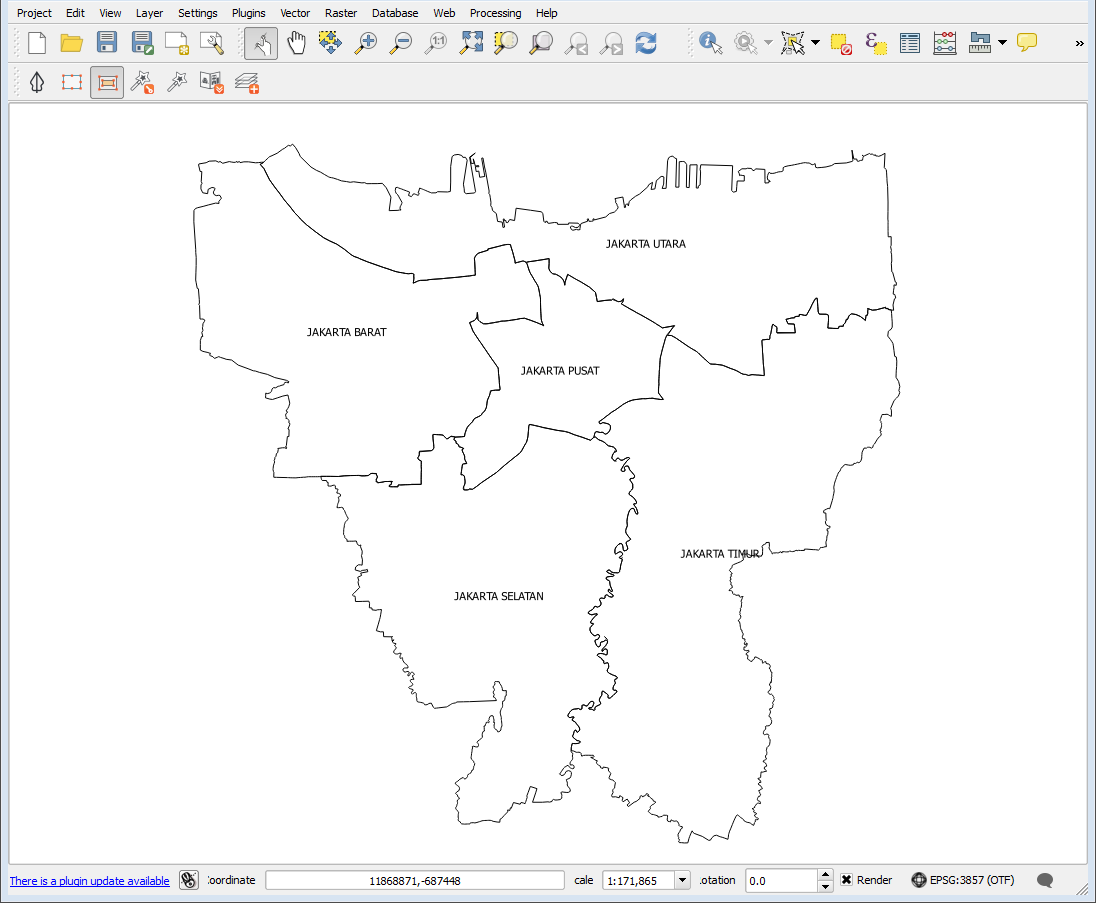 Project Edit View Layer Settings Plugins Vector Raster Database Web Processing Help
1:1
i
ε
»
JAKARTA UTARA
JAKARTA BARAT
JAKARTA PUSAT
JAKARTA TIMUR
JAKARTA SELATAN
There is a plugin update available :oordinate 11868871,-687448 cale 1:171,865 .otation 0.0 Render EPSG:3857 (OTF)